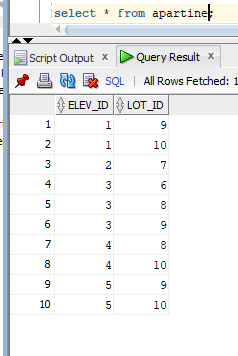 select * from apartine;
Script Output × Query Result ×
SQL | All Rows Fetched: 1
ELEV_ID LOT_ID
1 1 9
2 1 10
3 2 7
4 3 6
5 3 8
6 3 9
7 4 8
8 4 10
9 5 9
10 5 10